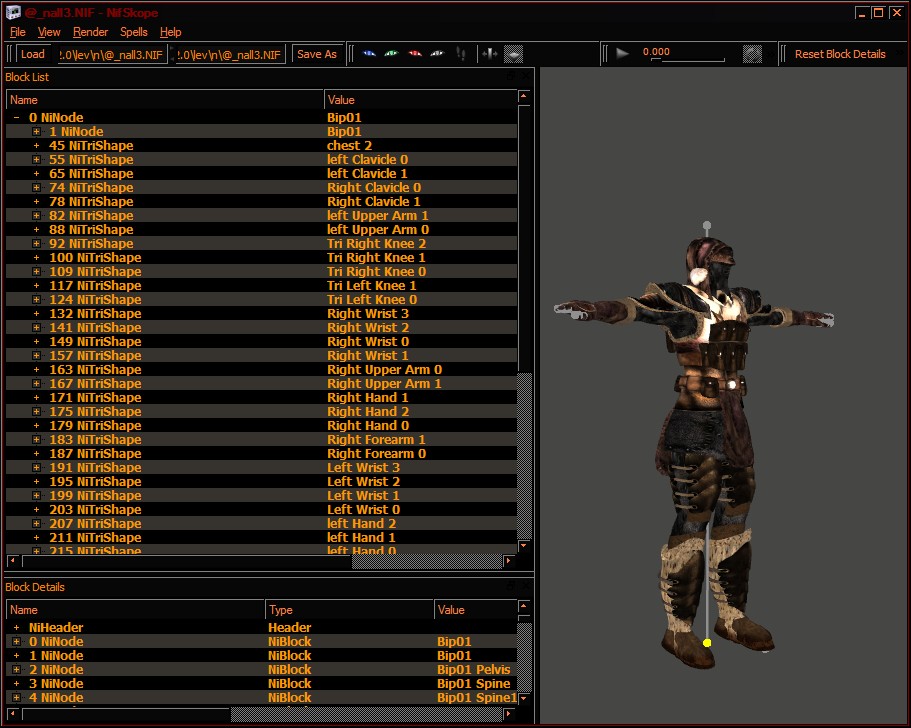 @_nall3.NIF - NifSkope
File View Render Spells Help
Load :.0\lev\n\@_nall3.NIF :.0\lev\n\@_nall3.NIF Save As 0.000 Reset Block Details
Block List
Name Value
0 NiNode Bip01
1 NiNode Bip01
45 NiTriShape chest 2
55 NiTriShape left Clavicle 0
65 NiTriShape left Clavicle 1
74 NiTriShape Right Clavicle 0
78 NiTriShape Right Clavicle 1
82 NiTriShape left Upper Arm 1
88 NiTriShape left Upper Arm 0
92 NiTriShape Tri Right Knee 2
100 NiTriShape Tri Right Knee 1
109 NiTriShape Tri Right Knee 0
117 NiTriShape Tri Left Knee 1
124 NiTriShape Tri Left Knee 0
132 NiTriShape Right Wrist 3
141 NiTriShape Right Wrist 2
149 NiTriShape Right Wrist 0
157 NiTriShape Right Wrist 1
163 NiTriShape Right Upper Arm 0
167 NiTriShape Right Upper Arm 1
171 NiTriShape Right Hand 1
175 NiTriShape Right Hand 2
179 NiTriShape Right Hand 0
183 NiTriShape Right Forearm 1
187 NiTriShape Right Forearm 0
191 NiTriShape Left Wrist 3
195 NiTriShape Left Wrist 2
199 NiTriShape Left Wrist 1
203 NiTriShape Left Wrist 0
207 NiTriShape left Hand 2
211 NiTriShape left Hand 1
215 NiTriShape left Hand 0
Block Details
Name Type Value
NiHeader Header
0 NiNode NiBlock Bip01
1 NiNode NiBlock Bip01
2 NiNode NiBlock Bip01 Pelvis
3 NiNode NiBlock Bip01 Spine
4 NiNode NiBlock Bip01 Spine1